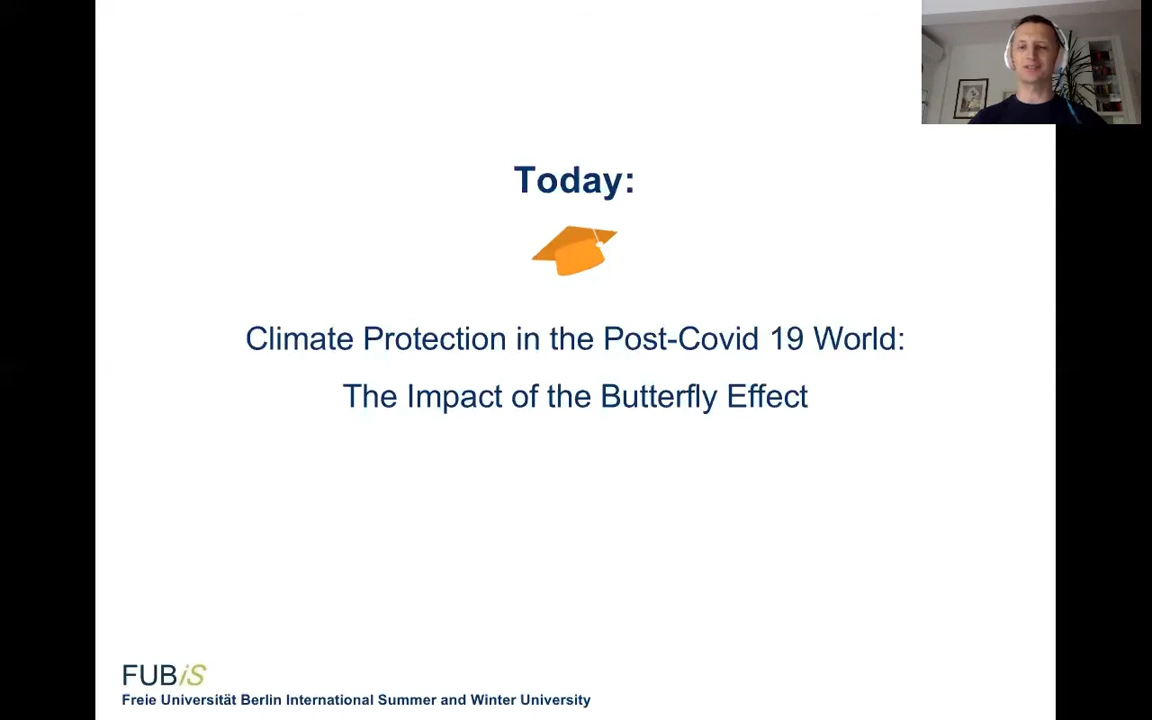 Today:
Climate Protection in the Post-Covid 19 World:
The Impact of the Butterfly Effect
FUBiS
Freie Universität Berlin International Summer and Winter University